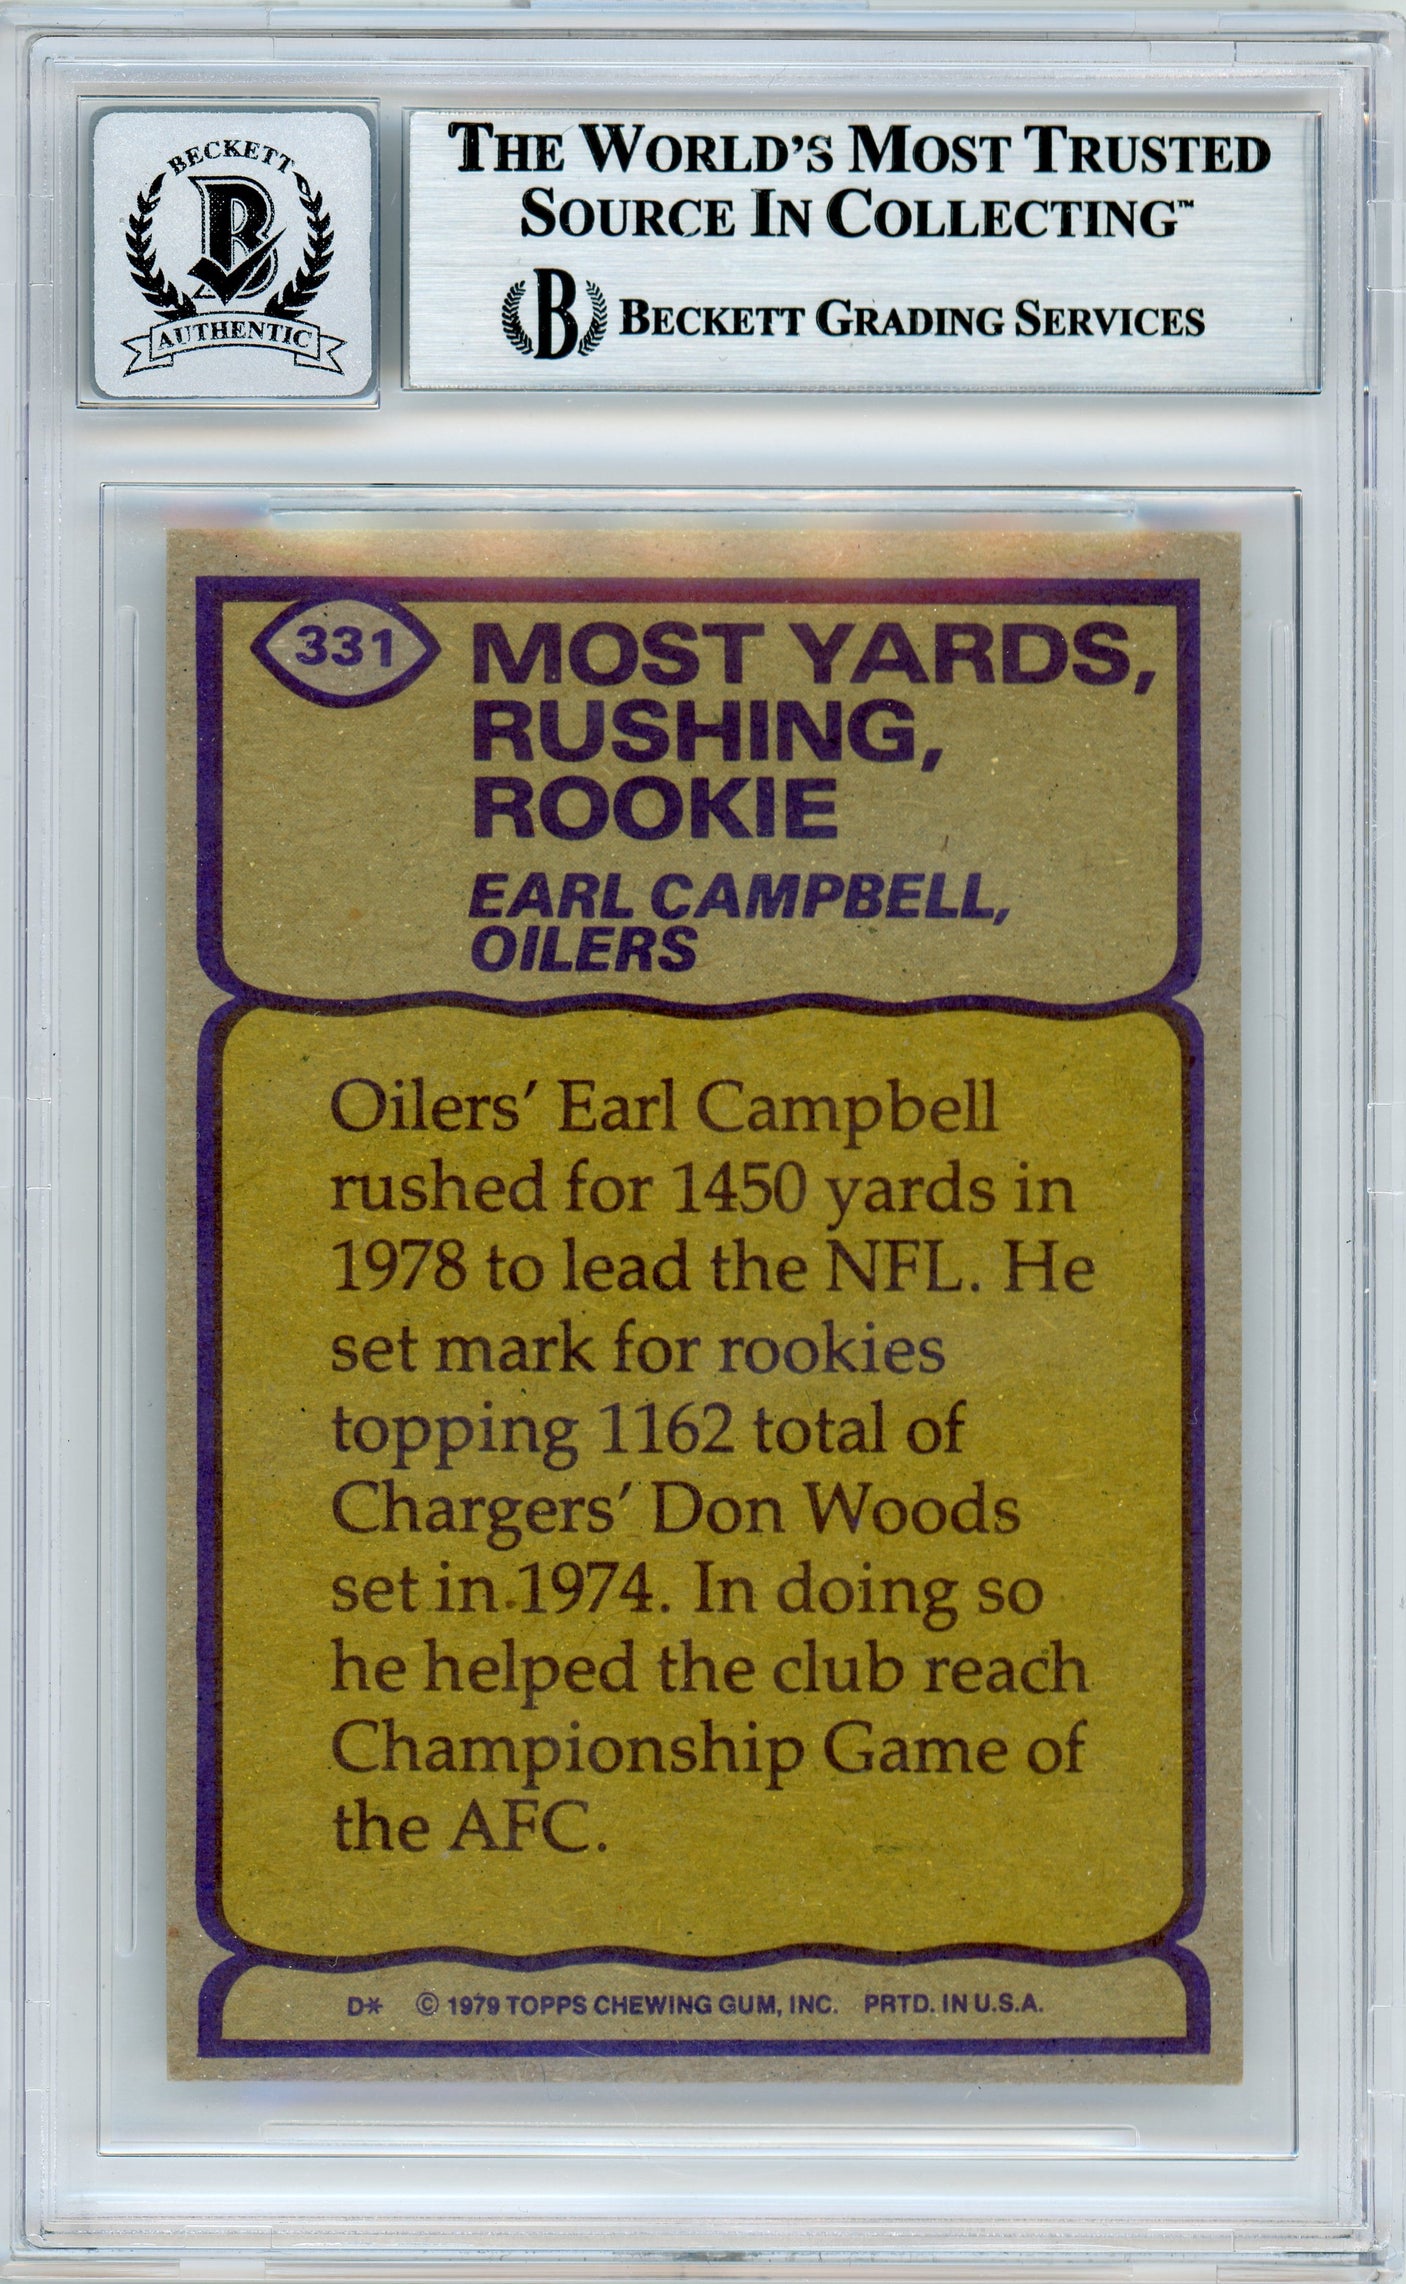 BECKETT
B
AUTHENTIC
THE WORLD'S MOST TRUSTED
SOURCE IN COLLECTING™
B BECKETT GRADING SERVICES
331
MOST YARDS,
RUSHING,
ROOKIE
EARL CAMPBELL,
OILERS
Oilers' Earl Campbell
rushed for 1450 yards in
1978 to lead the NFL. He
set mark for rookies
topping 1162 total of
Chargers' Don Woods
set in 1974. In doing so
he helped the club reach
Championship Game of
the AFC.
D* © 1979 TOPPS CHEWING GUM, INC. PRTD. IN U.S.A.